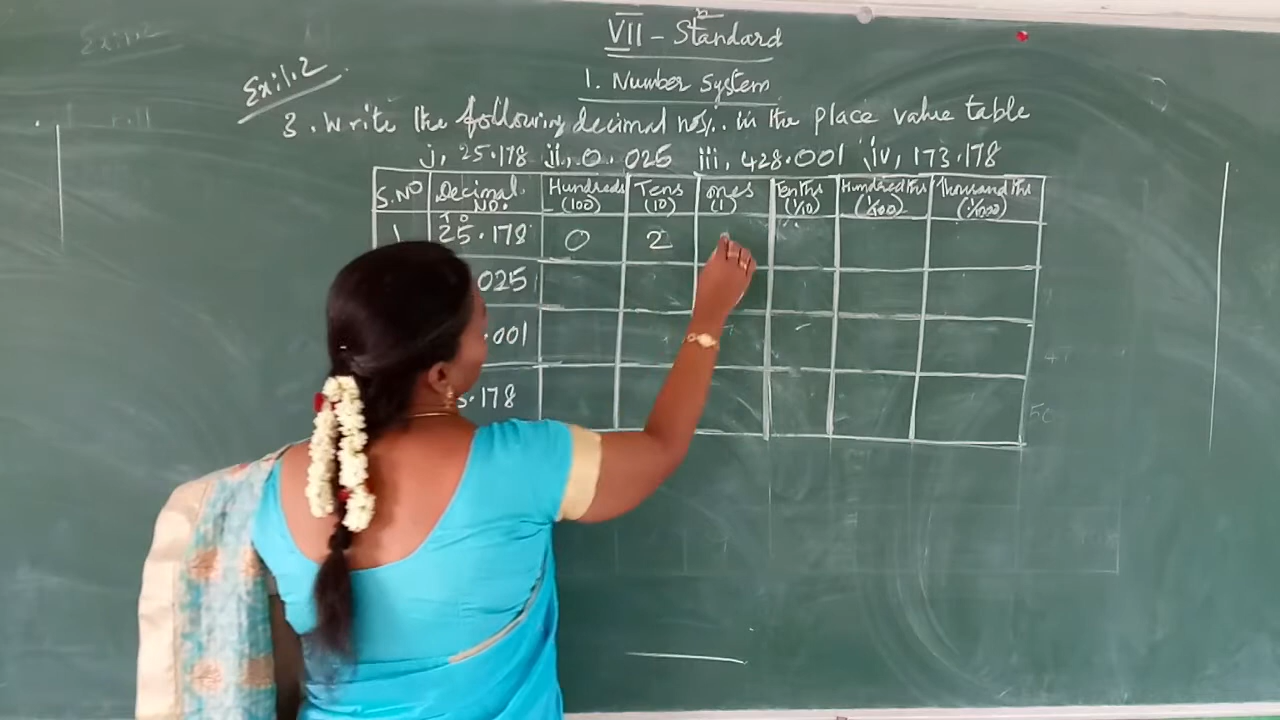 VII - Standard
Ex:1.2
1. Number System
3. Write the following decimal nos.. in the place value table
i, 25.178 ii, 0.025 iii, 428.001 iv, 173.178
S.NO Decimal NO. Hundreds (100) Tens (10) ones (1) Tenths (1/10) Hundredths (1/100) Thousandths (1/1000)
T O
1 25.178 0 2
025
.001
.178